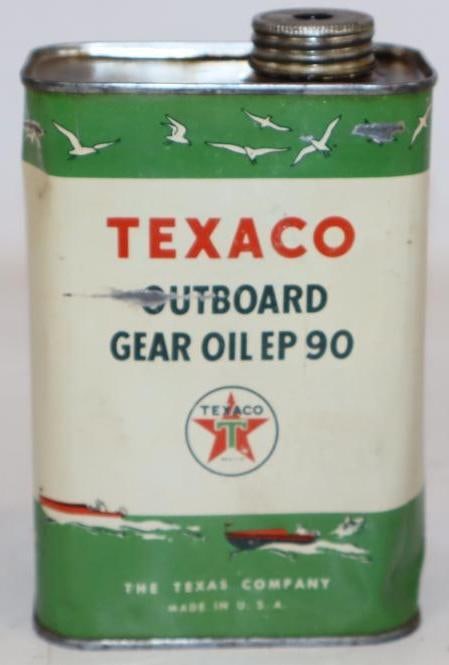 TEXACO
OUTBOARD
GEAR OIL EP 90
TEXACO
T
THE TEXAS COMPANY
MADE IN U.S.A.